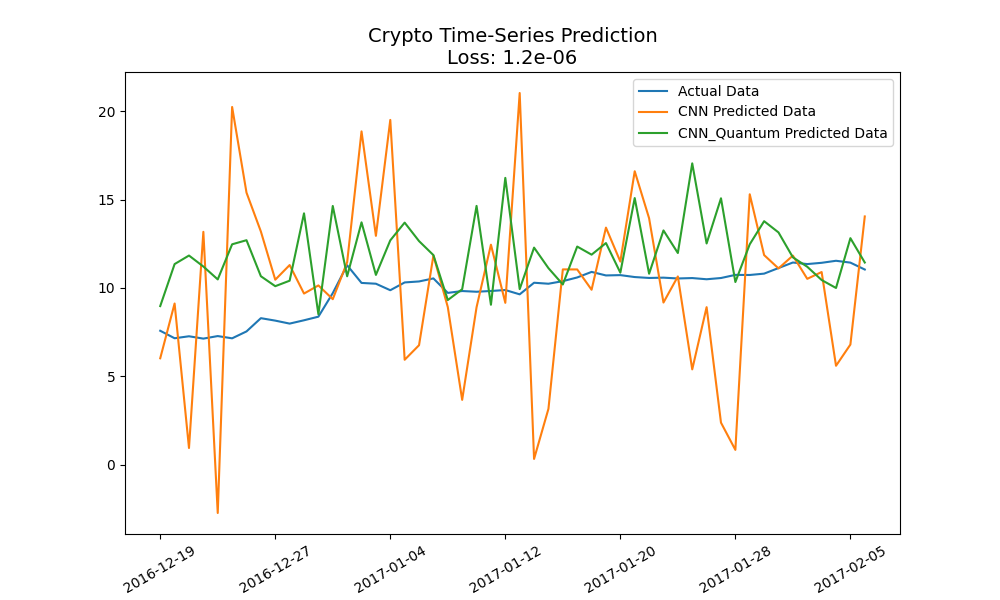 Crypto Time-Series Prediction
Loss: 1.2e-06
Actual Data
CNN Predicted Data
CNN_Quantum Predicted Data
20
15
10
5
0
2016-12-19
2016-12-27
2017-01-04
2017-01-12
2017-01-20
2017-01-28
2017-02-05